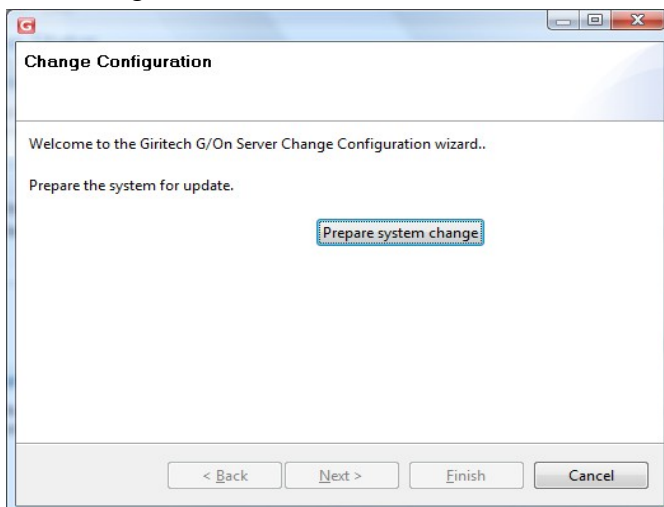 G
Change Configuration
Welcome to the Giritech G/On Server Change Configuration wizard..
Prepare the system for update.
Prepare system change
< Back Next > Finish Cancel